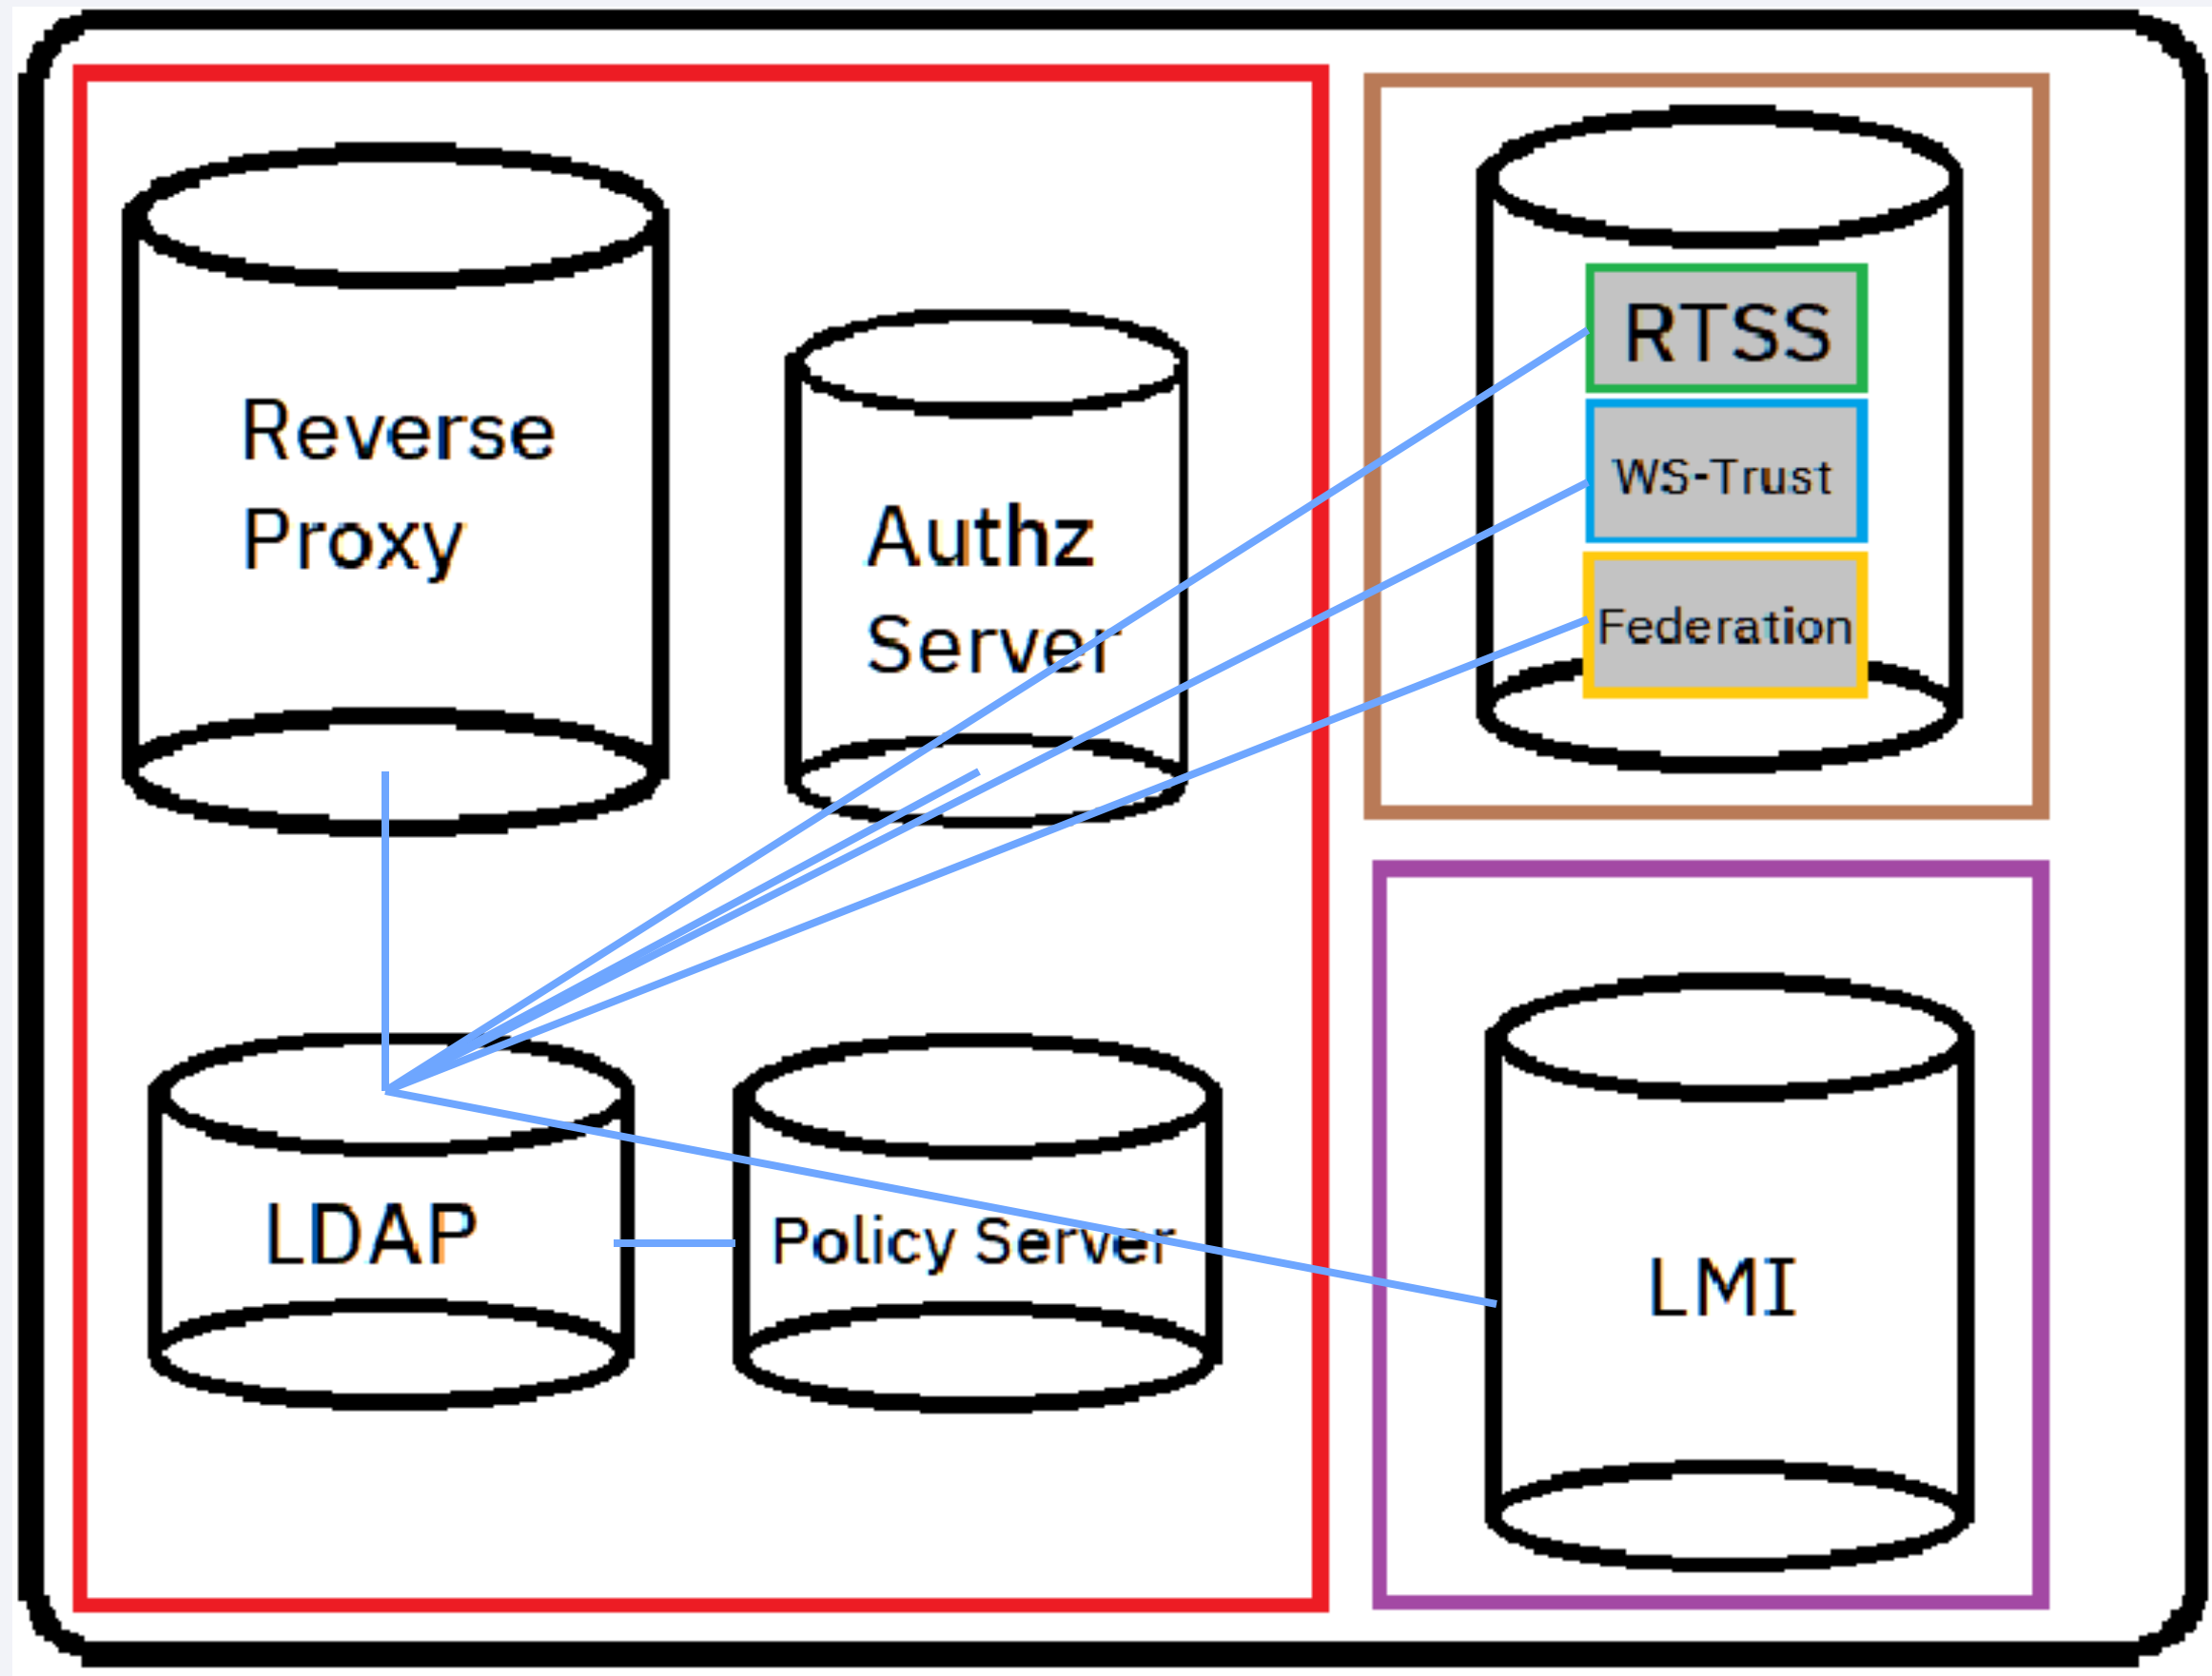 Reverse
Proxy
Authz
Server
RTSS
WS-Trust
Federation
LDAP
Policy Server
LMI